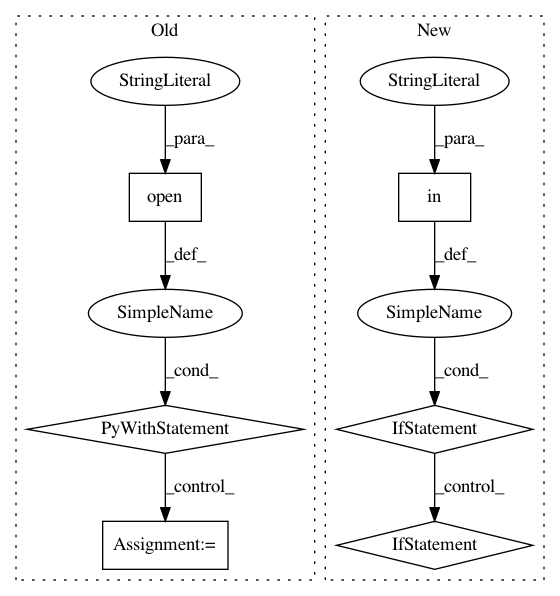 Old
New
StringLiteral
StringLiteral
_para_
_para_
open
in
_def_
_def_
SimpleName
SimpleName
_cond_
_cond_
PyWithStatement
IfStatement
_control_
_control_
Assignment:=
IfStatement